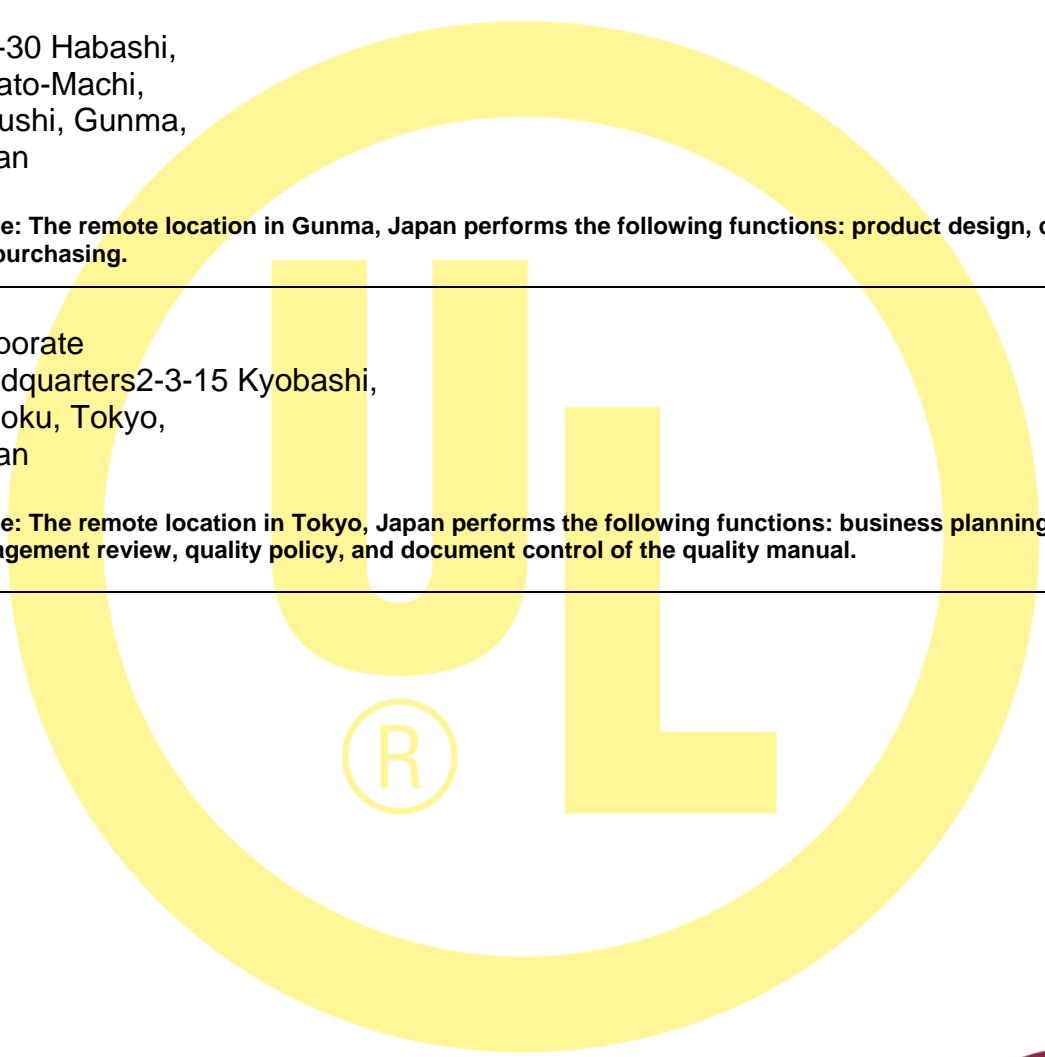 -30 Habashi,
ato-Machi,
ushi, Gunma,
an
e: The remote location in Gunma, Japan performs the following functions: product design, c
purchasing.
porate
dquarters2-3-15 Kyobashi,
oku, Tokyo,
an
e: The remote location in Tokyo, Japan performs the following functions: business planning
agement review, quality policy, and document control of the quality manual.
UL
®